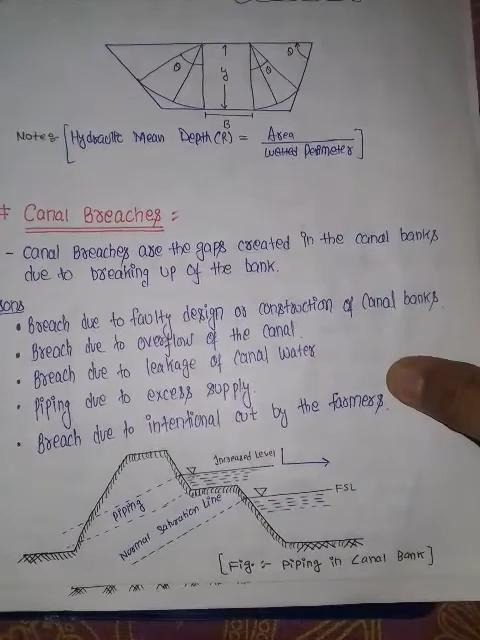 θ
y
θ
θ
B
Note:- [Hydraulic Mean Depth (R) = Area / Wetted Perimeter]
# Canal Breaches :
- Canal Breaches are the gaps created in the canal banks
due to breaking up of the bank.
sons
• Breach due to faulty design or construction of Canal banks.
• Breach due to overflow of the canal.
• Breach due to leakage of Canal water
• Piping due to excess supply.
• Breach due to intentional cut by the farmers.
Increased Level
FSL
Piping
Normal Saturation Line
[Fig. :- Piping in Canal Bank]